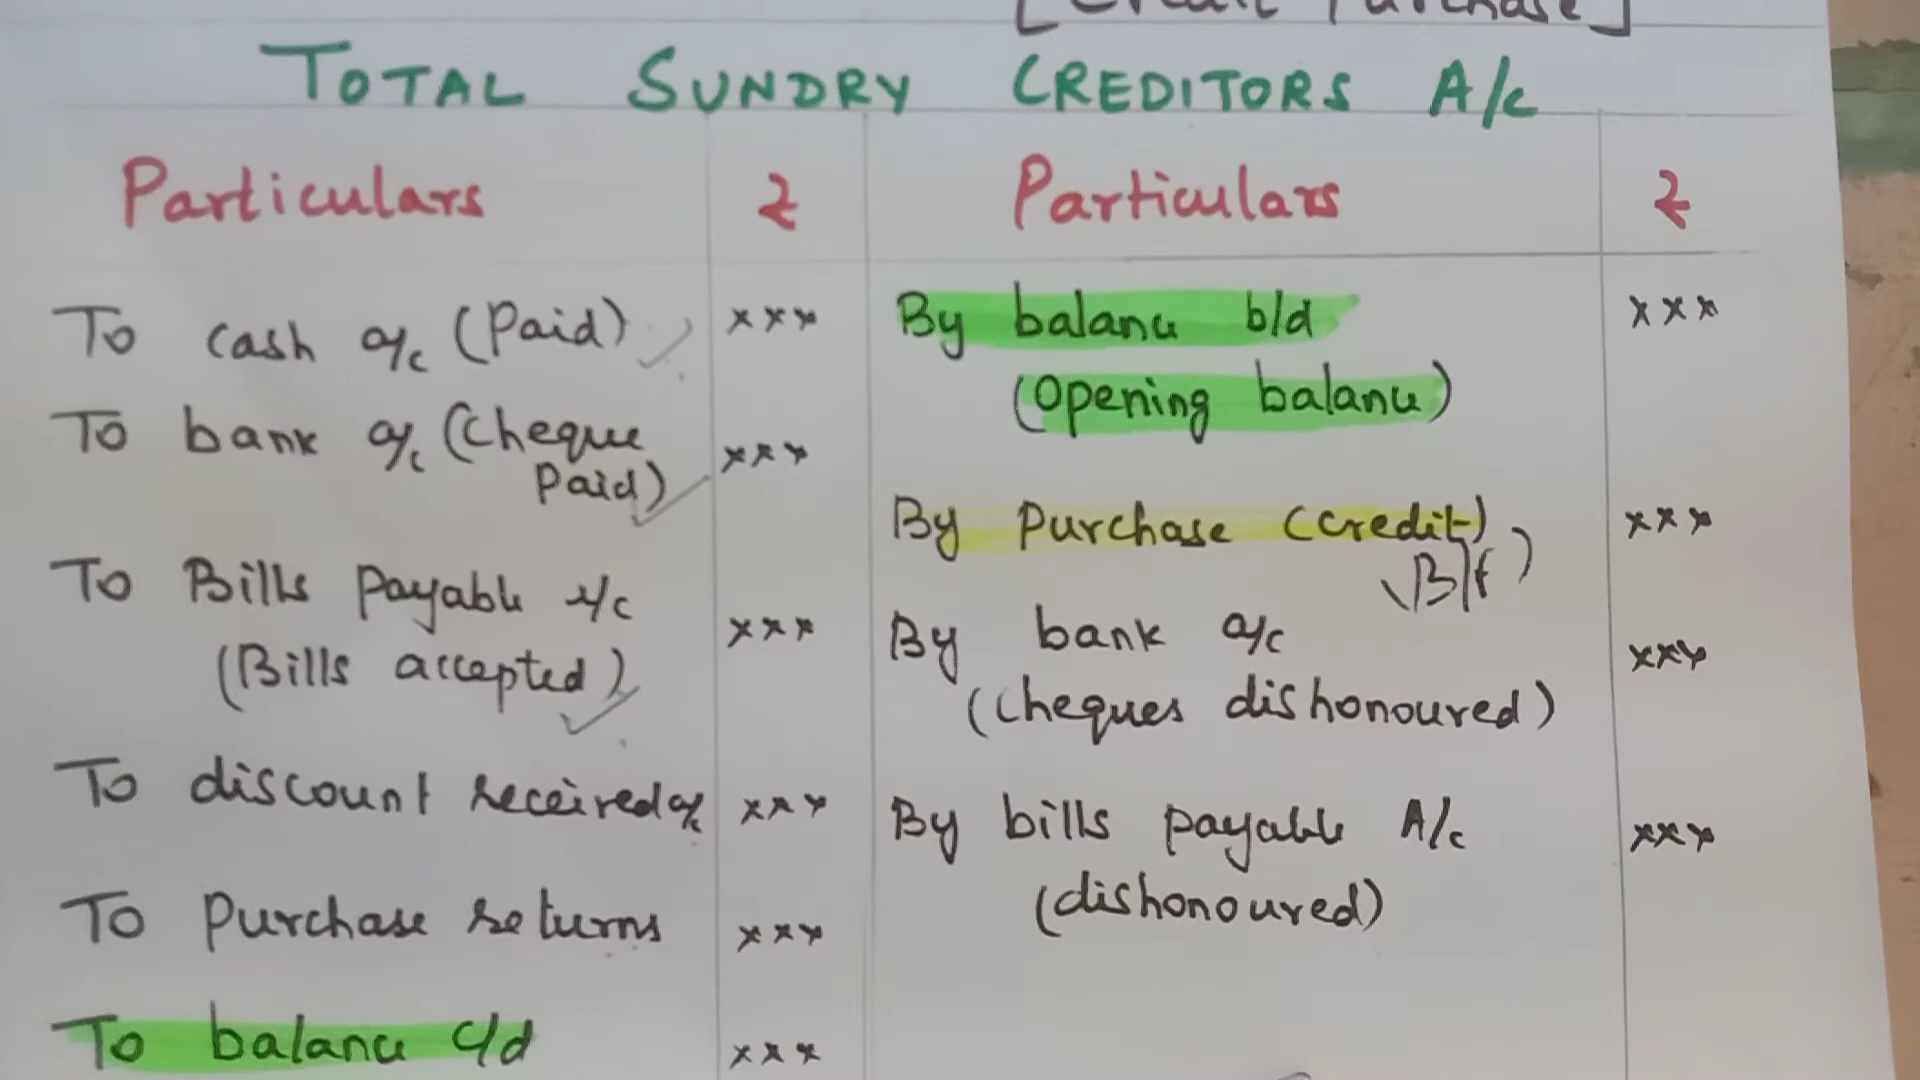 [Credit Purchase]
TOTAL SUNDRY CREDITORS A/c
Particulars ₹ Particulars ₹
To cash a/c (Paid) xxx By balance b/d xxx
(Opening balance)
To bank a/c (Cheque xxx
Paid)
By Purchase (credit) xxx
(B/f)
To Bills Payable a/c xxx By bank a/c xxx
(Bills accepted) (Cheques dishonoured)
To discount received a/c xxx By bills payable A/c xxx
(dishonoured)
To Purchase returns xxx
To balance c/d xxx